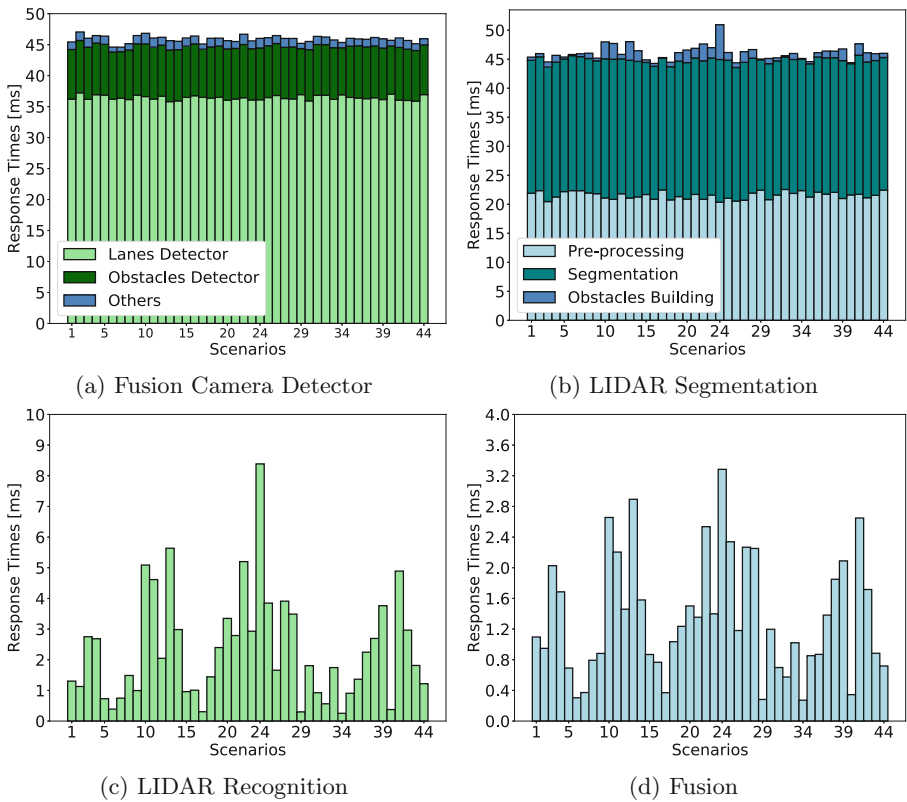 50
45
40
35
30
25
20
15
10
5
0
Response Times [ms]
Lanes Detector
Obstacles Detector
Others
1 5 10 15 20 24 29 34 39 44
Scenarios
(a) Fusion Camera Detector
50
45
40
35
30
25
20
15
10
5
0
Response Times [ms]
Pre-processing
Segmentation
Obstacles Building
1 5 10 15 20 24 29 34 39 44
Scenarios
(b) LIDAR Segmentation
10
9
8
7
6
5
4
3
2
1
0
Response Times [ms]
1 5 10 15 20 24 29 34 39 44
Scenarios
(c) LIDAR Recognition
4.0
3.6
3.2
2.8
2.4
2.0
1.6
1.2
0.8
0.4
0.0
Response Times [ms]
1 5 10 15 20 24 29 34 39 44
Scenarios
(d) Fusion